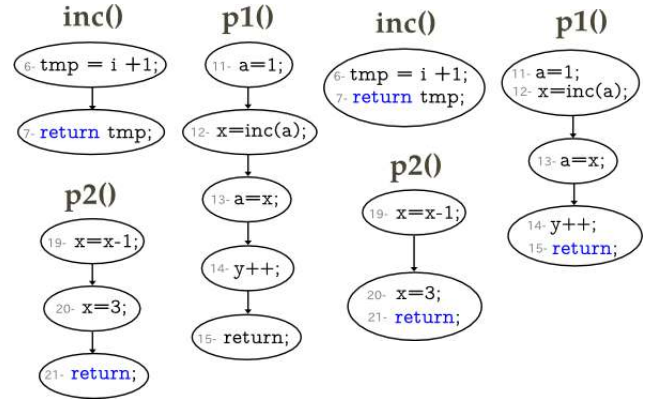 inc()
6- tmp = i +1;
7- return tmp;
p2()
19- x=x-1;
20- x=3;
21- return;
p1()
11- a=1;
12- x=inc(a);
13- a=x;
14- y++;
15- return;
inc()
6- tmp = i +1;
7- return tmp;
p2()
19- x=x-1;
20- x=3;
21- return;
p1()
11- a=1;
12- x=inc(a);
13- a=x;
14- y++;
15- return;